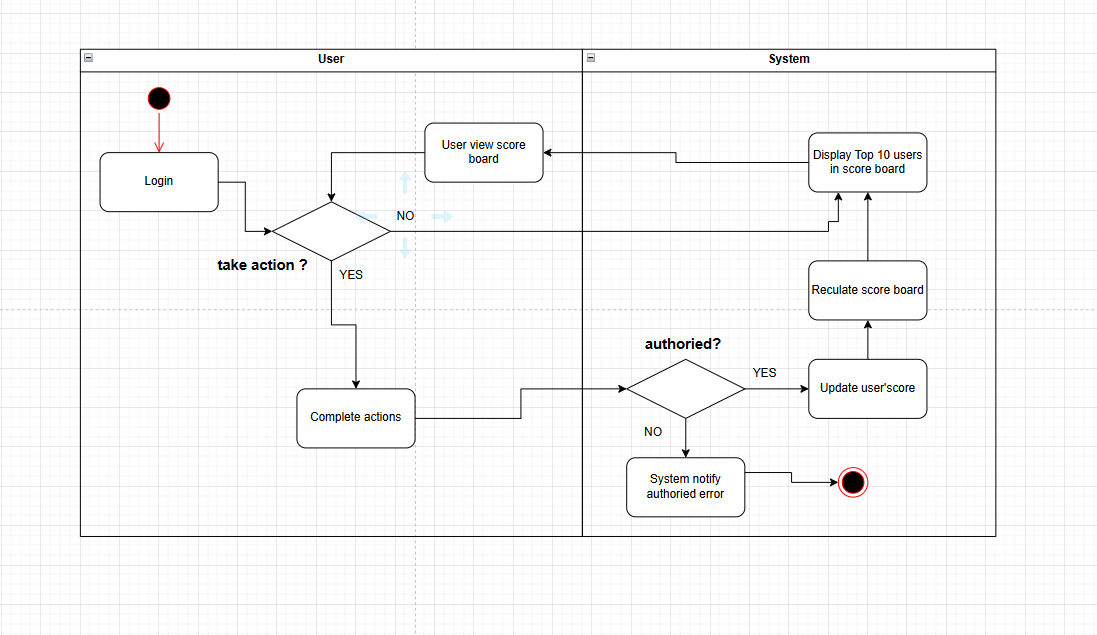 User
System
Login
User view score
board
Display Top 10 users
in score board
NO
take action ?
YES
Reculate score board
authoried?
YES
Update user'score
Complete actions
NO
System notify
authoried error